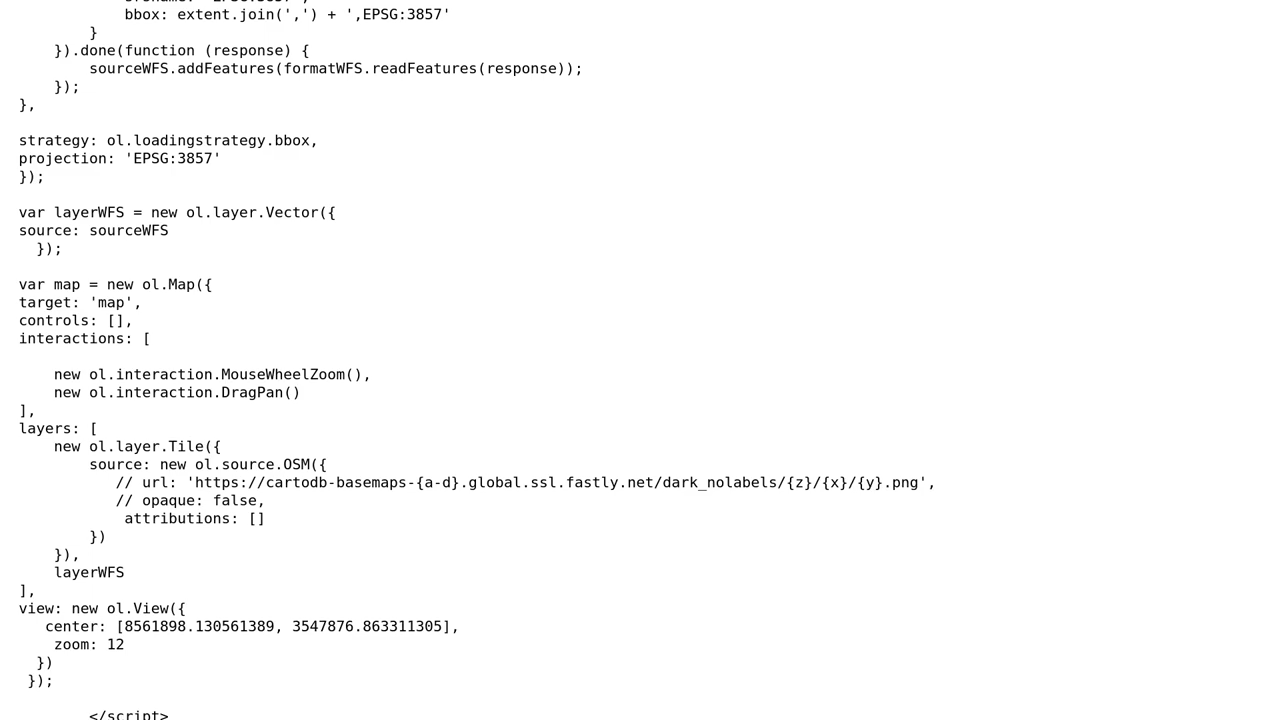 bbox: extent.join(',') + ',EPSG:3857'
}
}).done(function (response) {
sourceWFS.addFeatures(formatWFS.readFeatures(response));
});
},
strategy: ol.loadingstrategy.bbox,
projection: 'EPSG:3857'
});
var layerWFS = new ol.layer.Vector({
source: sourceWFS
});
var map = new ol.Map({
target: 'map',
controls: [],
interactions: [
new ol.interaction.MouseWheelZoom(),
new ol.interaction.DragPan()
],
layers: [
new ol.layer.Tile({
source: new ol.source.OSM({
// url: 'https://cartodb-basemaps-{a-d}.global.ssl.fastly.net/dark_nolabels/{z}/{x}/{y}.png',
// opaque: false,
attributions: []
})
}),
layerWFS
],
view: new ol.View({
center: [8561898.130561389, 3547876.863311305],
zoom: 12
})
});
</script>